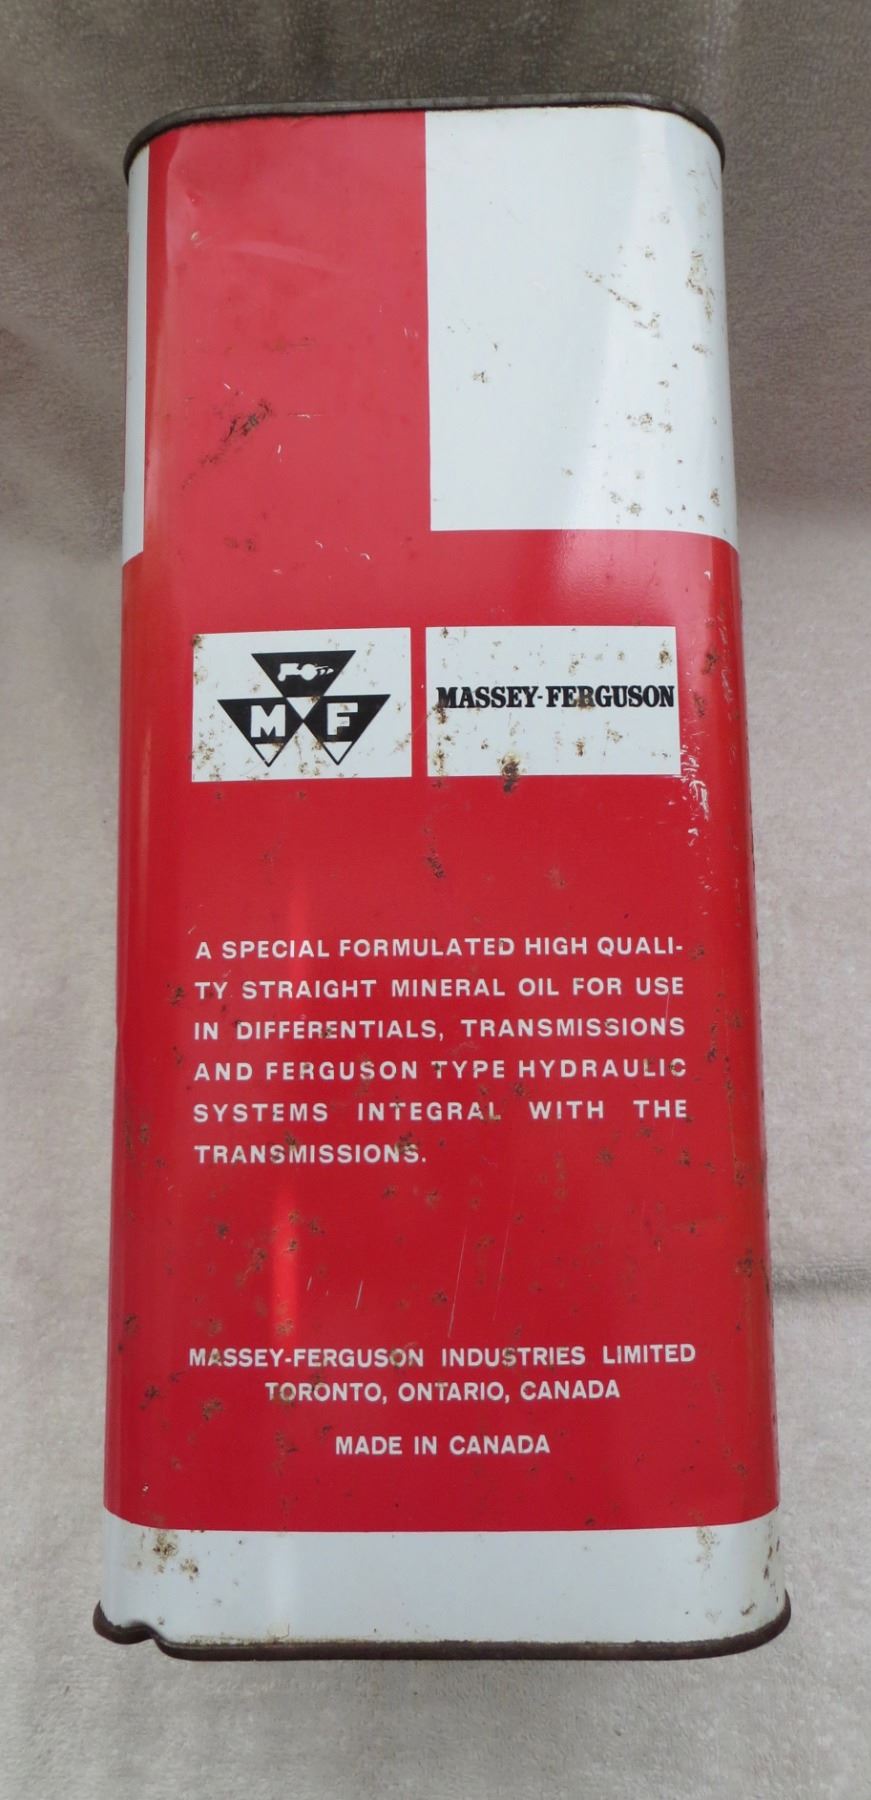 M F
MASSEY-FERGUSON
A SPECIAL FORMULATED HIGH QUALI-
TY STRAIGHT MINERAL OIL FOR USE
IN DIFFERENTIALS, TRANSMISSIONS
AND FERGUSON TYPE HYDRAULIC
SYSTEMS INTEGRAL WITH THE
TRANSMISSIONS.
MASSEY-FERGUSON INDUSTRIES LIMITED
TORONTO, ONTARIO, CANADA
MADE IN CANADA